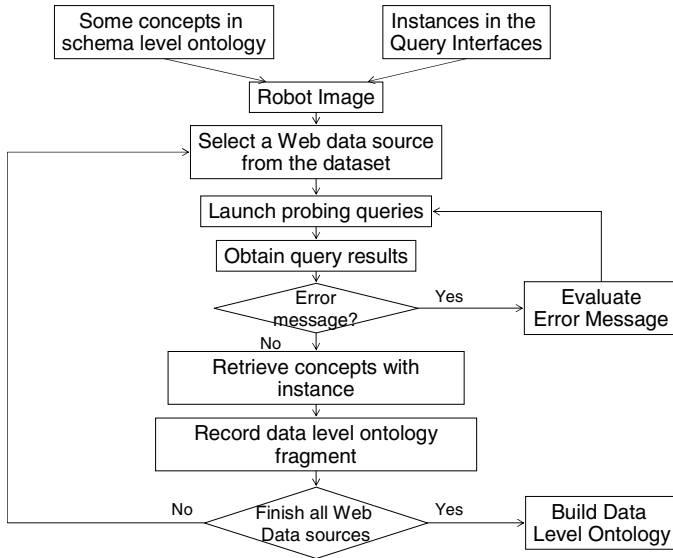 Some concepts in
schema level ontology
Instances in the
Query Interfaces
Robot Image
Select a Web data source
from the dataset
Launch probing queries
Obtain query results
Error
message?
Yes
Evaluate
Error Message
No
Retrieve concepts with
instance
Record data level ontology
fragment
Finish all Web
Data sources
No
Yes
Build Data
Level Ontology